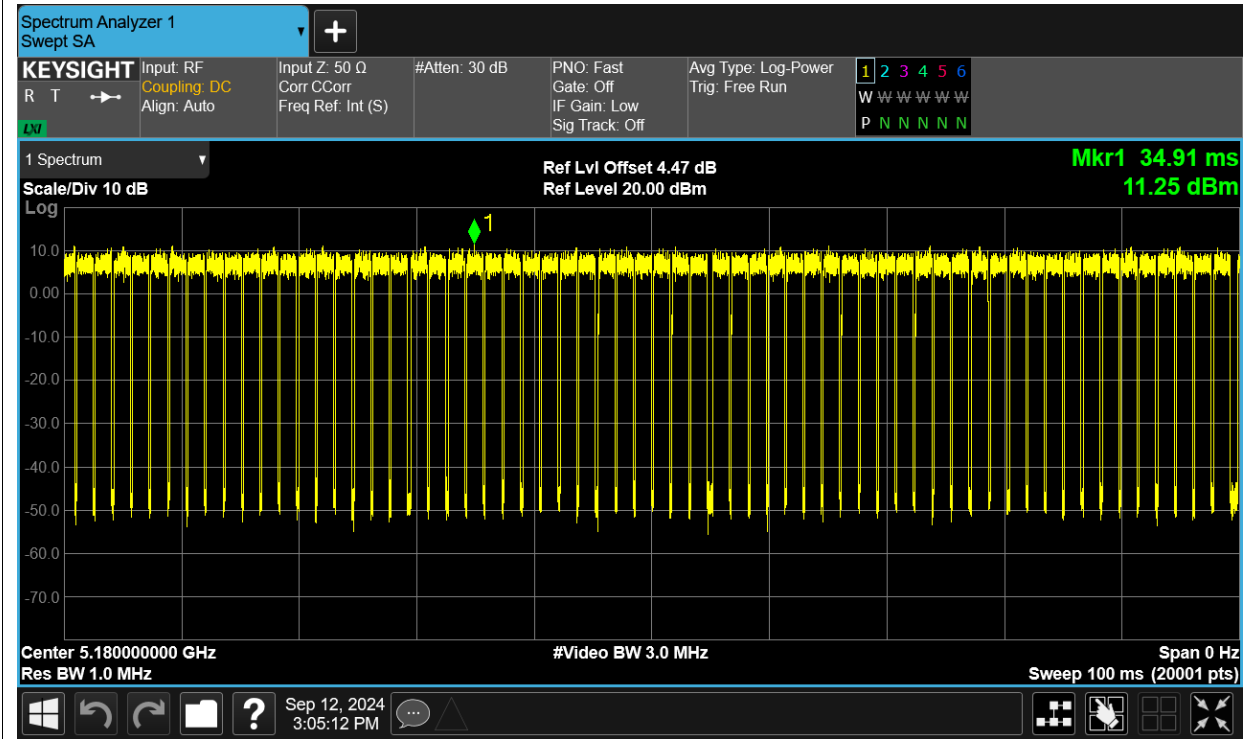 Spectrum Analyzer 1
Swept SA
KEYSIGHT
R T
LXI
Input: RF
Coupling: DC
Align: Auto
Input Z: 50 Ω
Corr CCorr
Freq Ref: Int (S)
#Atten: 30 dB
PNO: Fast
Gate: Off
IF Gain: Low
Sig Track: Off
Avg Type: Log-Power
Trig: Free Run
1 2 3 4 5 6
W W W W W W
P N N N N N
1 Spectrum
Scale/Div 10 dB
Log
Ref Lvl Offset 4.47 dB
Ref Level 20.00 dBm
Mkr1 34.91 ms
11.25 dBm
1
10.0
0.00
-10.0
-20.0
-30.0
-40.0
-50.0
-60.0
-70.0
Center 5.180000000 GHz
Res BW 1.0 MHz
#Video BW 3.0 MHz
Span 0 Hz
Sweep 100 ms (20001 pts)
?
Sep 12, 2024
3:05:12 PM